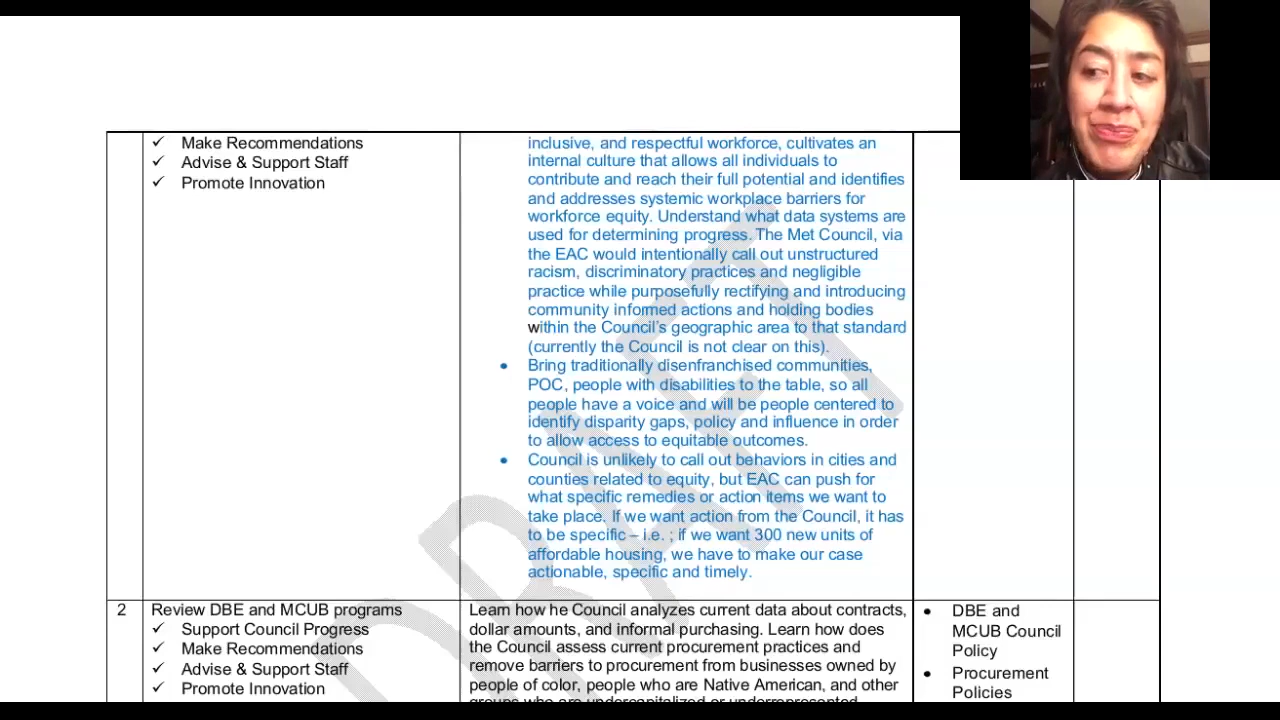 ✓ Make Recommendations
✓ Advise & Support Staff
✓ Promote Innovation
inclusive, and respectful workforce, cultivates an
internal culture that allows all individuals to
contribute and reach their full potential and identifies
and addresses systemic workplace barriers for
workforce equity. Understand what data systems are
used for determining progress. The Met Council, via
the EAC would intentionally call out unstructured
racism, discriminatory practices and negligible
practice while purposefully rectifying and introducing
community informed actions and holding bodies
within the Council's geographic area to that standard
(currently the Council is not clear on this).
• Bring traditionally disenfranchised communities,
POC, people with disabilities to the table, so all
people have a voice and will be people centered to
identify disparity gaps, policy and influence in order
to allow access to equitable outcomes.
• Council is unlikely to call out behaviors in cities and
counties related to equity, but EAC can push for
what specific remedies or action items we want to
take place. If we want action from the Council, it has
to be specific – i.e. ; if we want 300 new units of
affordable housing, we have to make our case
actionable, specific and timely.
2
Review DBE and MCUB programs
✓ Support Council Progress
✓ Make Recommendations
✓ Advise & Support Staff
✓ Promote Innovation
Learn how he Council analyzes current data about contracts,
dollar amounts, and informal purchasing. Learn how does
the Council assess current procurement practices and
remove barriers to procurement from businesses owned by
people of color, people who are Native American, and other
groups who are undercapitalized or underrepresented
• DBE and
MCUB Council
Policy
• Procurement
Policies
DRAFT